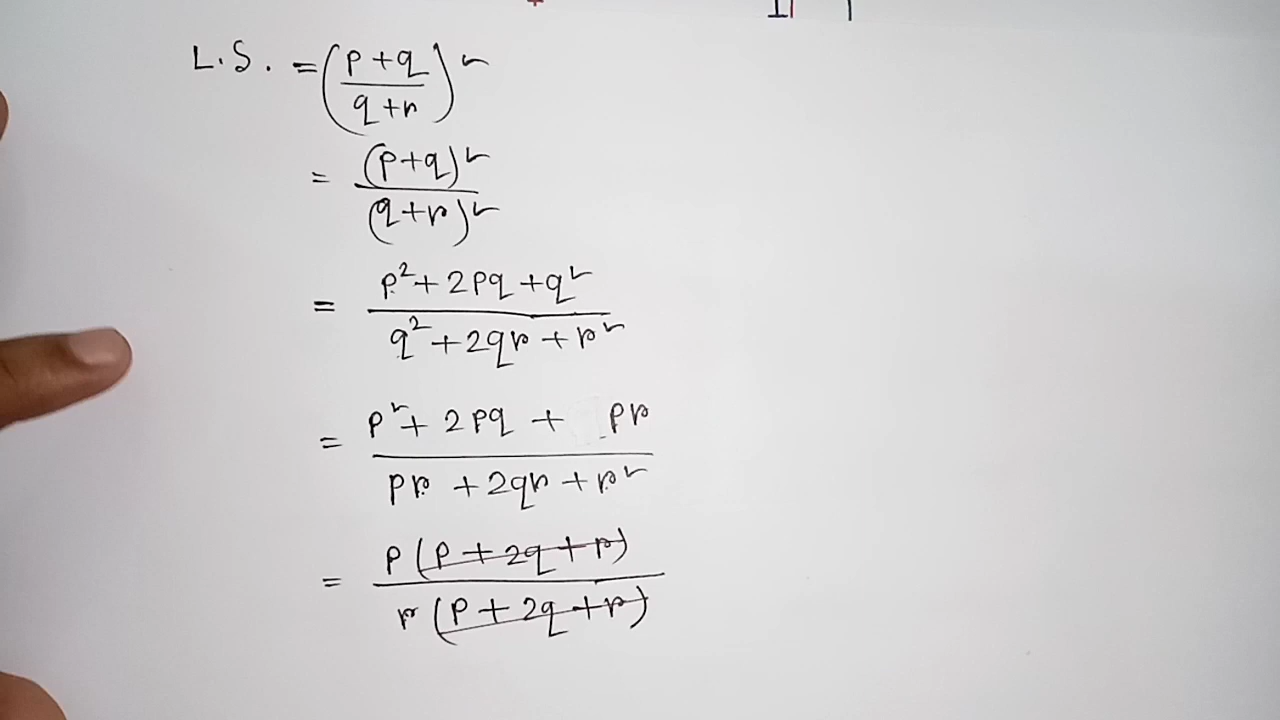 L.S. = (p+q / q+r)²
= (p+q)² / (q+r)²
= p²+2pq+q² / q²+2qr+r²
= p²+2pq+pr / pr+2qr+r²
= p(p+2q+r) / r(p+2q+r)